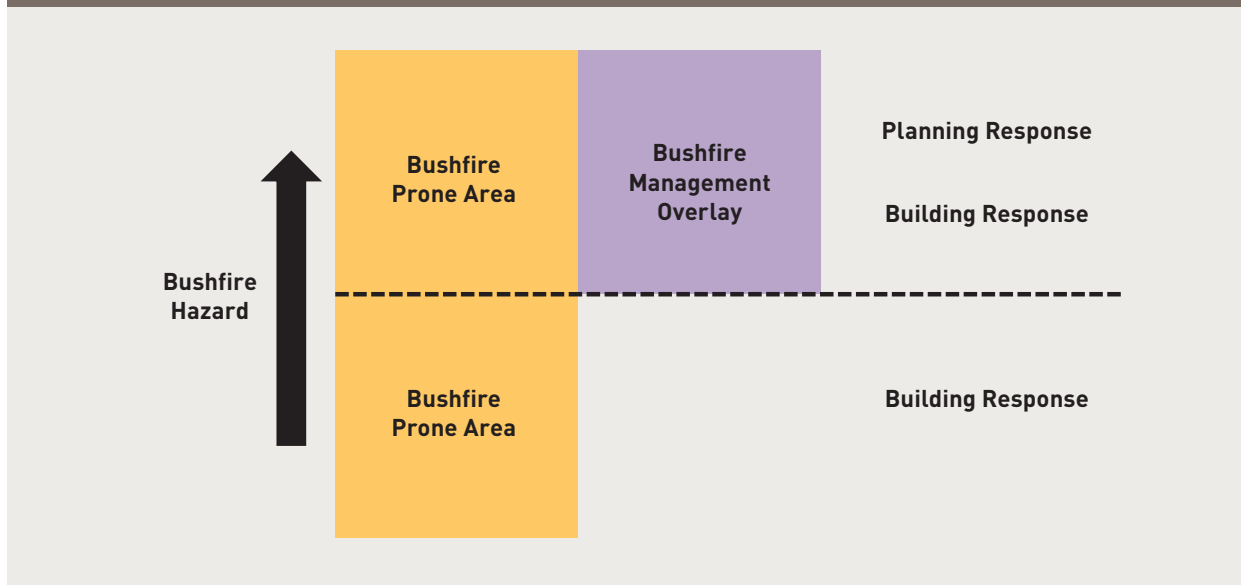 Planning Response
Bushfire
Prone Area
Bushfire
Management
Overlay
Building Response
Bushfire
Hazard
Bushfire
Prone Area
Building Response